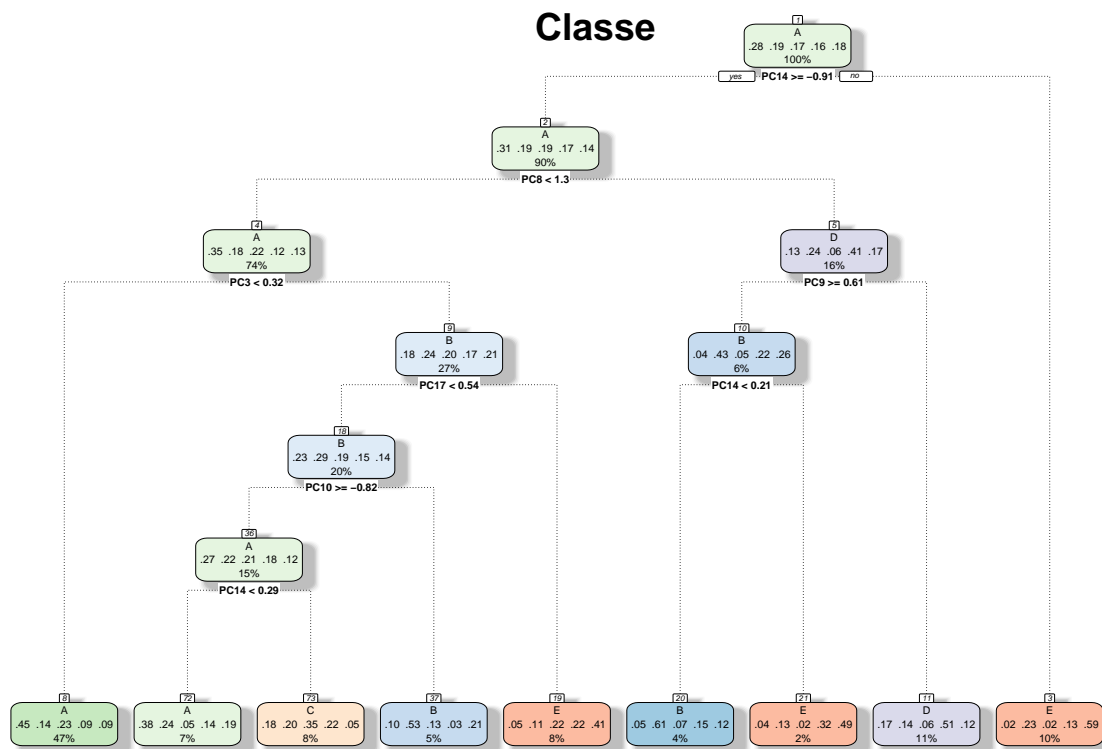 Classe
1
A
.28 .19 .17 .16 .18
100%
yes PC14 >= −0.91 no
2
A
.31 .19 .19 .17 .14
90%
PC8 < 1.3
4
A
.35 .18 .22 .12 .13
74%
PC3 < 0.32
5
D
.13 .24 .06 .41 .17
16%
PC9 >= 0.61
9
B
.18 .24 .20 .17 .21
27%
PC17 < 0.54
10
B
.04 .43 .05 .22 .26
6%
PC14 < 0.21
18
B
.23 .29 .19 .15 .14
20%
PC10 >= −0.82
36
A
.27 .22 .21 .18 .12
15%
PC14 < 0.29
8
A
.45 .14 .23 .09 .09
47%
72
A
.38 .24 .05 .14 .19
7%
73
C
.18 .20 .35 .22 .05
8%
37
B
.10 .53 .13 .03 .21
5%
19
E
.05 .11 .22 .22 .41
8%
20
B
.05 .61 .07 .15 .12
4%
21
E
.04 .13 .02 .32 .49
2%
11
D
.17 .14 .06 .51 .12
11%
3
E
.02 .23 .02 .13 .59
10%